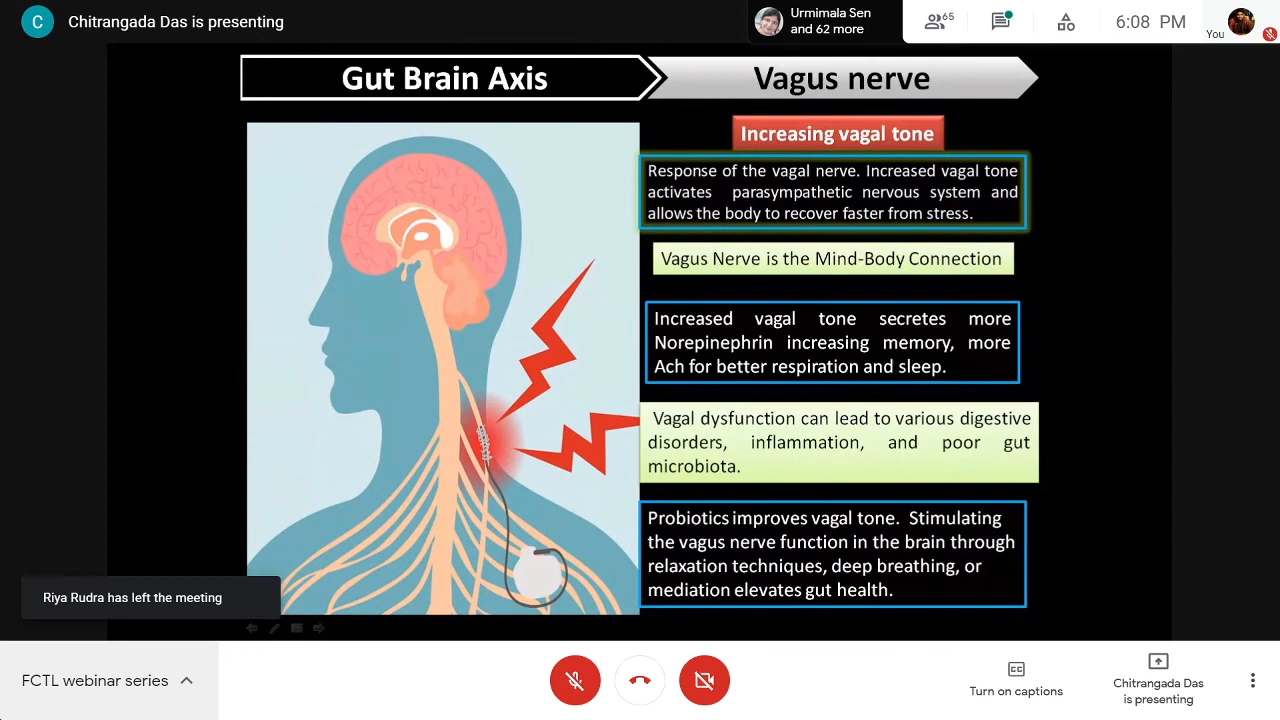 C
Chitrangada Das is presenting
Urmimala Sen
and 62 more
65
6:08 PM
You
Gut Brain Axis
Vagus nerve
Increasing vagal tone
Response of the vagal nerve. Increased vagal tone
activates parasympathetic nervous system and
allows the body to recover faster from stress.
Vagus Nerve is the Mind-Body Connection
Increased vagal tone secretes more
Norepinephrin increasing memory, more
Ach for better respiration and sleep.
Vagal dysfunction can lead to various digestive
disorders, inflammation, and poor gut
microbiota.
Probiotics improves vagal tone. Stimulating
the vagus nerve function in the brain through
relaxation techniques, deep breathing, or
mediation elevates gut health.
Riya Rudra has left the meeting
FCTL webinar series
CC
Turn on captions
Chitrangada Das
is presenting